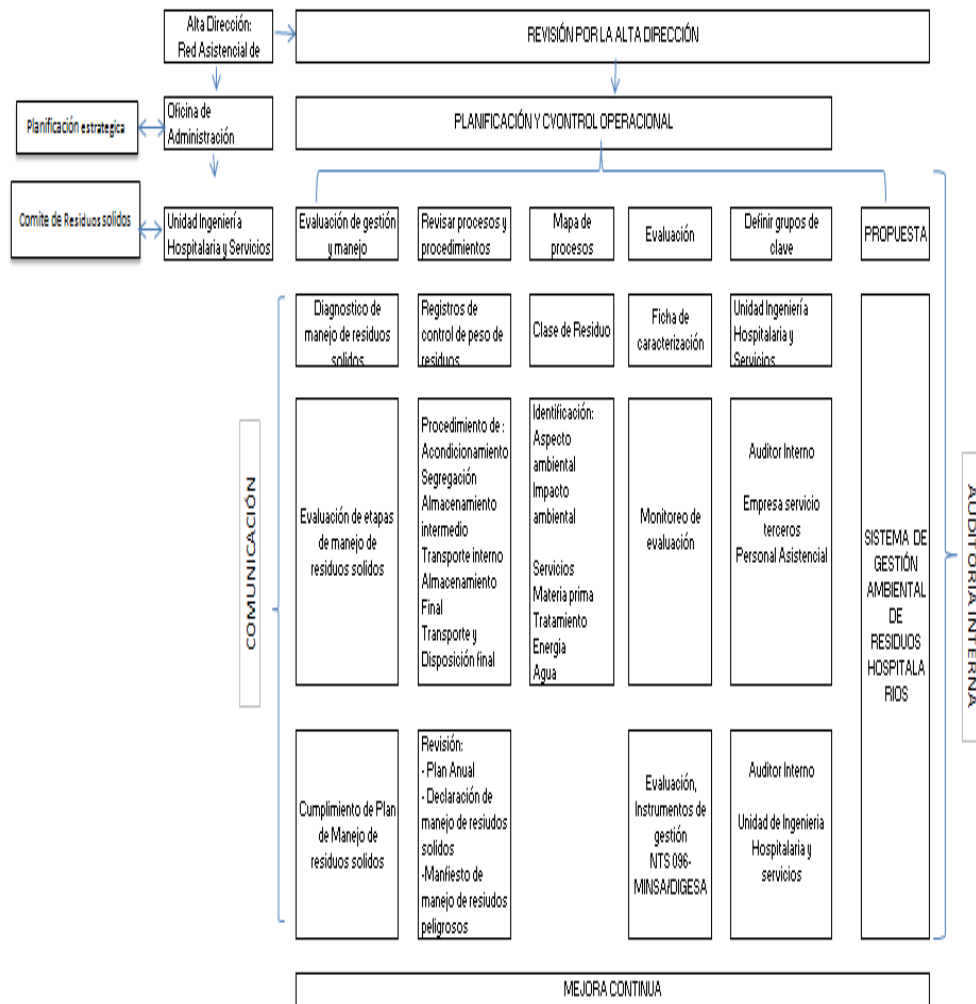 Alta Dirección:
Red Asistencial de
REVISIÓN POR LA ALTA DIRECCIÓN
Planificación estrategica
Oficina de
Administración
PLANIFICACIÓN Y CVONTROL OPERACIONAL
Comite de Residuos solidos
Unidad Ingeniería
Hospitalaria y Servicios
Evaluación de gestión
y manejo
Revisar procesos y
procedimientos
Mapa de
procesos
Evaluación
Definir grupos de
clave
PROPUESTA
Diagnostico de
manejo de residuos
solidos
Registros de
control de peso de
residuos
Clase de Residuo
Ficha de
caracterización
Unidad Ingeniería
Hospitalaria y
Servicios
COMUNICACIÓN
Evaluación de etapas
de manejo de
residuos solidos
Procedimiento de :
Acondicionamiento
Segregación
Almacenamiento
intermedio
Transporte interno
Almacenamiento
Final
Transporte y
Disposición final
Identificación:
Aspecto
ambiental
Impacto
ambiental
Servicios
Materia prima
Tratamiento
Energia
Agua
Monitoreo de
evaluación
Auditor Interno
Empresa servicio
terceros
Personal Asistencial
SISTEMA DE
GESTIÓN
AMBIENTAL
DE
RESIDUOS
HOSPITALA
RIOS
AUDITORIA INTERNA
Cumplimiento de Plan
de Manejo de
residuos solidos
Revisión:
- Plan Anual
- Declaración de
manejo de resiudos
solidos
-Manfiesto de
manejo de residuos
peligrosos
Evaluación,
Instrumentos de
gestión
NTS 096-
MINSA/DIGESA
Auditor Interno
Unidad de Ingenieria
Hospitalaria y
servicios
MEJORA CONTINUA